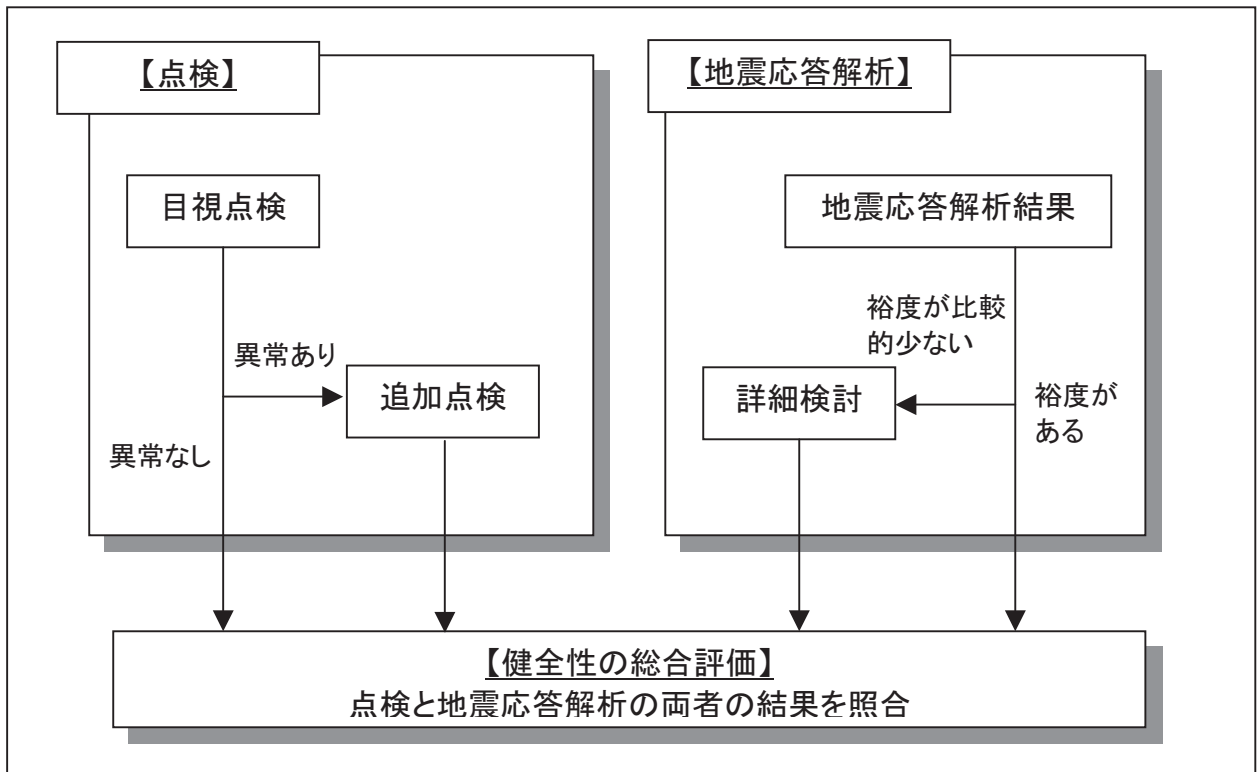 【点検】
目視点検
異常あり
追加点検
異常なし
【地震応答解析】
地震応答解析結果
裕度が比較
的少ない
詳細検討
裕度が
ある
【健全性の総合評価】
点検と地震応答解析の両者の結果を照合